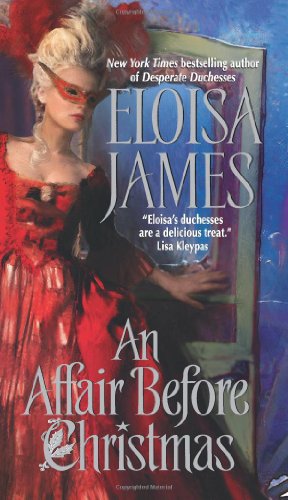 New York Times bestselling author
of Desperate Duchesses
ELOISA
JAMES
"Eloisa's duchesses
are a delicious treat."
Lisa Kleypas
An
Affair Before
Christmas